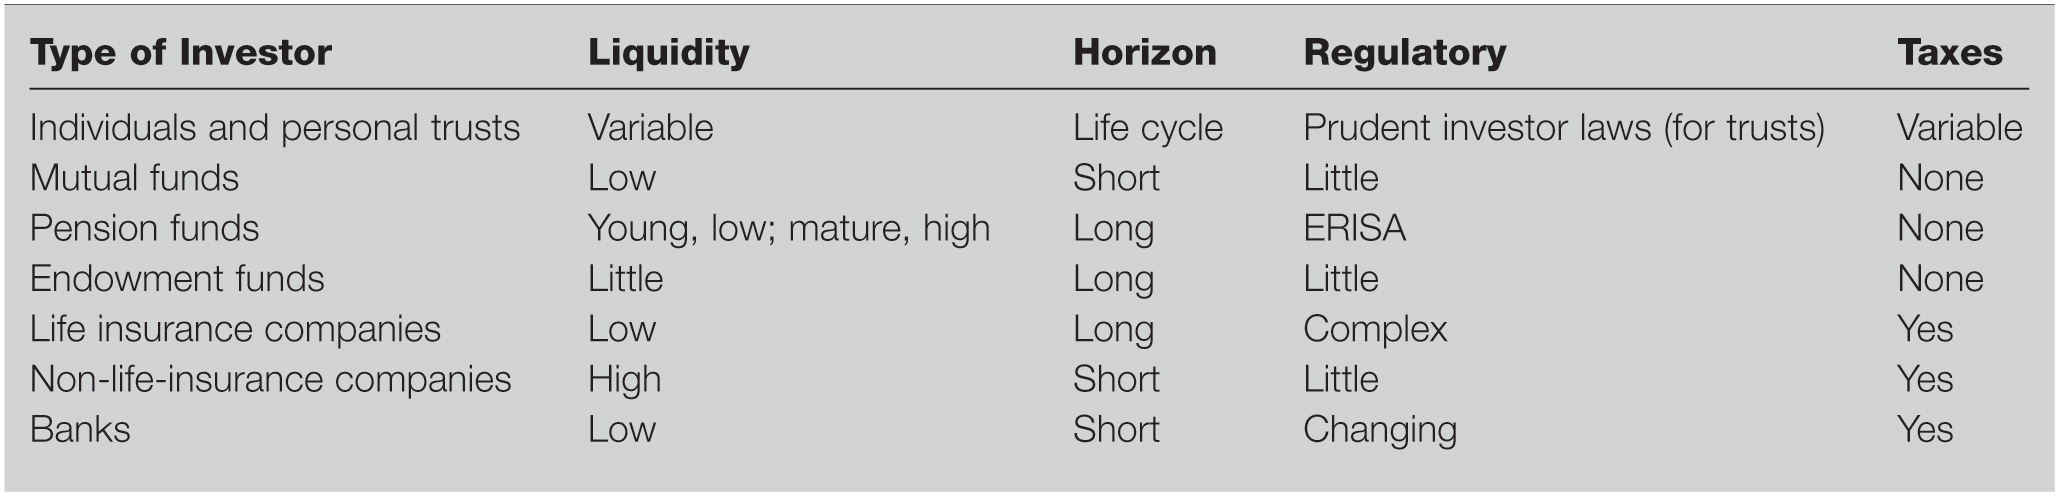 Type of Investor Liquidity Horizon Regulatory Taxes
Individuals and personal trusts Variable Life cycle Prudent investor laws (for trusts) Variable
Mutual funds Low Short Little None
Pension funds Young, low; mature, high Long ERISA None
Endowment funds Little Long Little None
Life insurance companies Low Long Complex Yes
Non-life-insurance companies High Short Little Yes
Banks Low Short Changing Yes